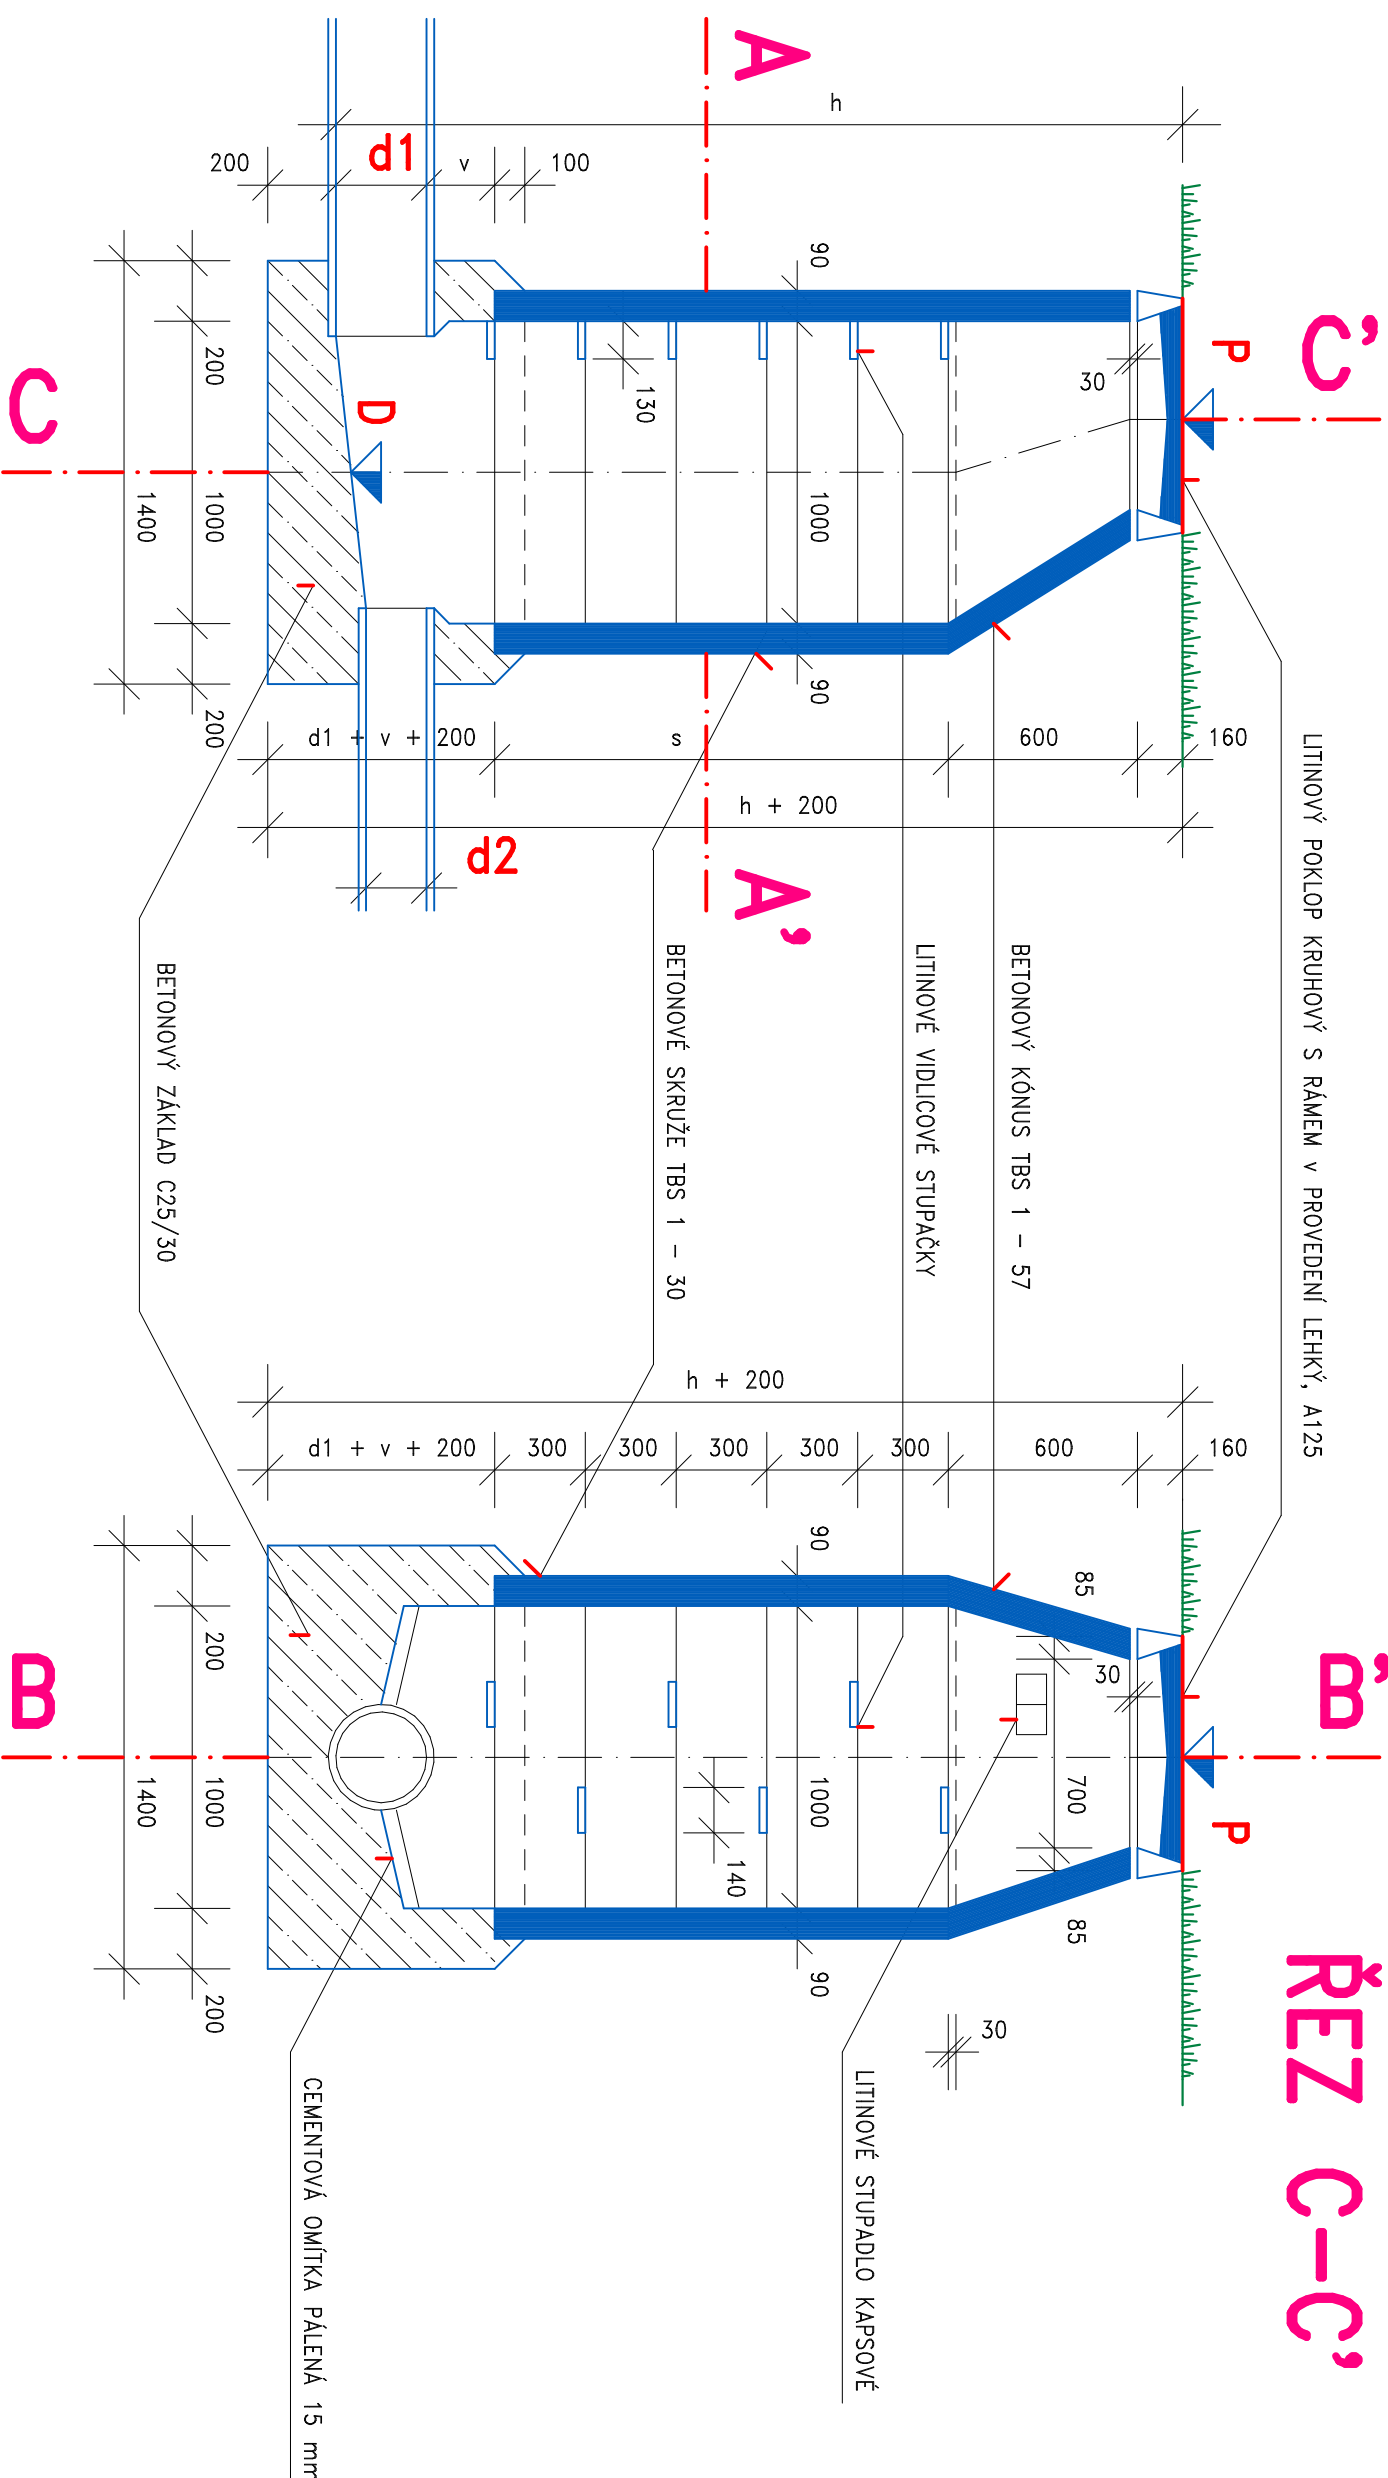 ŘEZ C-C'
C'
B'
P
P
LITINOVÝ POKLOP KRUHOVÝ S RÁMEM v PROVEDENÍ LEHKÝ, A125
BETONOVÝ KÓNUS TBS 1 - 57
LITINOVÉ VIDLICOVÉ STUPAČKY
LITINOVÉ STUPADLO KAPSOVÉ
BETONOVÉ SKRUŽE TBS 1 - 30
CEMENTOVÁ OMÍTKA PÁLENÁ 15 mm
BETONOVÝ ZÁKLAD C25/30
A
A'
h
200
d1
v
100
90
1000
90
130
30
D
200
1000
200
1400
d1 + v + 200
s
600
160
h + 200
d2
h + 200
d1 + v + 200
300
300
300
300
300
600
160
90
1000
90
85
700
85
30
140
30
200
1000
200
1400
C
B